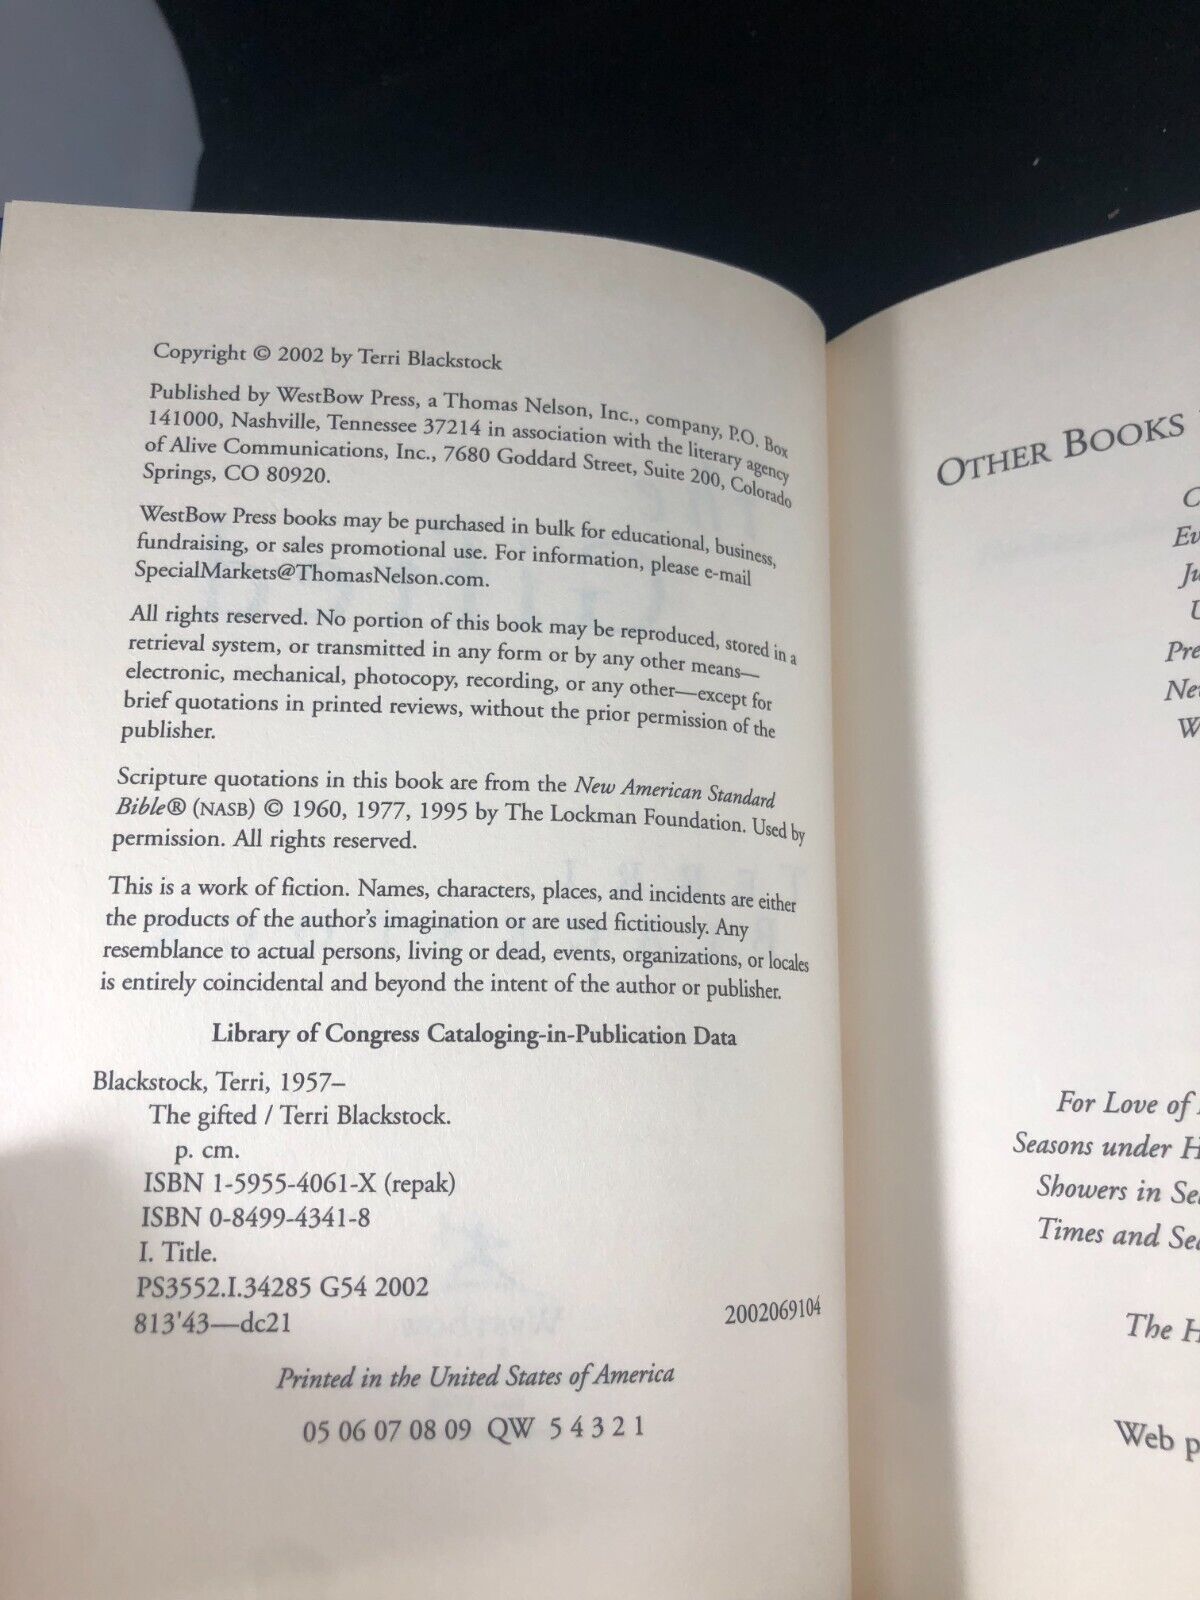 Copyright © 2002 by Terri Blackstock
Published by WestBow Press, a Thomas Nelson, Inc., company, P.O. Box
141000, Nashville, Tennessee 37214 in association with the literary agency
of Alive Communications, Inc., 7680 Goddard Street, Suite 200, Colorado
Springs, CO 80920.
WestBow Press books may be purchased in bulk for educational, business,
fundraising, or sales promotional use. For information, please e-mail
SpecialMarkets@ThomasNelson.com.
All rights reserved. No portion of this book may be reproduced, stored in a
retrieval system, or transmitted in any form or by any other means—
electronic, mechanical, photocopy, recording, or any other—except for
brief quotations in printed reviews, without the prior permission of the
publisher.
Scripture quotations in this book are from the New American Standard
Bible® (NASB) © 1960, 1977, 1995 by The Lockman Foundation. Used by
permission. All rights reserved.
This is a work of fiction. Names, characters, places, and incidents are either
the products of the author's imagination or are used fictitiously. Any
resemblance to actual persons, living or dead, events, organizations, or locales
is entirely coincidental and beyond the intent of the author or publisher.
Library of Congress Cataloging-in-Publication Data
Blackstock, Terri, 1957–
The gifted / Terri Blackstock.
p. cm.
ISBN 1-5955-4061-X (repak)
ISBN 0-8499-4341-8
I. Title.
PS3552.I.34285 G54 2002
813'43—dc21
2002069104
Printed in the United States of America
05 06 07 08 09 QW 5 4 3 2 1
OTHER BOOKS
For Love of
Seasons under
Showers in
Times and
The
Web